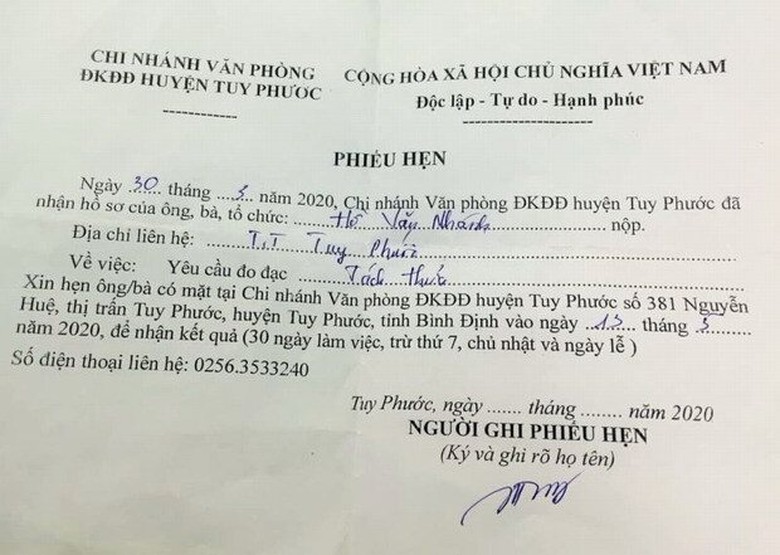 CHI NHÁNH VĂN PHÒNG
ĐKĐĐ HUYỆN TUY PHƯƠC
CỘNG HÒA XÃ HỘI CHỦ NGHĨA VIỆT NAM
Độc lập - Tự do - Hạnh phúc
PHIẾU HẸN
Ngày 30 tháng 3 năm 2020, Chi nhánh Văn phòng ĐKĐĐ huyện Tuy Phước đã
nhận hồ sơ của ông, bà, tổ chức: Hồ Văn Nhánh nộp.
Địa chỉ liên hệ: T.T Tuy Phước
Về việc: Yêu cầu đo đạc Tách thửa
Xin hẹn ông/bà có mặt tại Chi nhánh Văn phòng ĐKĐĐ huyện Tuy Phước số 381 Nguyễn
Huệ, thị trấn Tuy Phước, huyện Tuy Phước, tỉnh Bình Định vào ngày 13 tháng 5
năm 2020, để nhận kết quả (30 ngày làm việc, trừ thứ 7, chủ nhật và ngày lễ )
Số điện thoại liên hệ: 0256.3533240
Tuy Phước, ngày ....... tháng ........ năm 2020
NGƯỜI GHI PHIẾU HẸN
(Ký và ghi rõ họ tên)